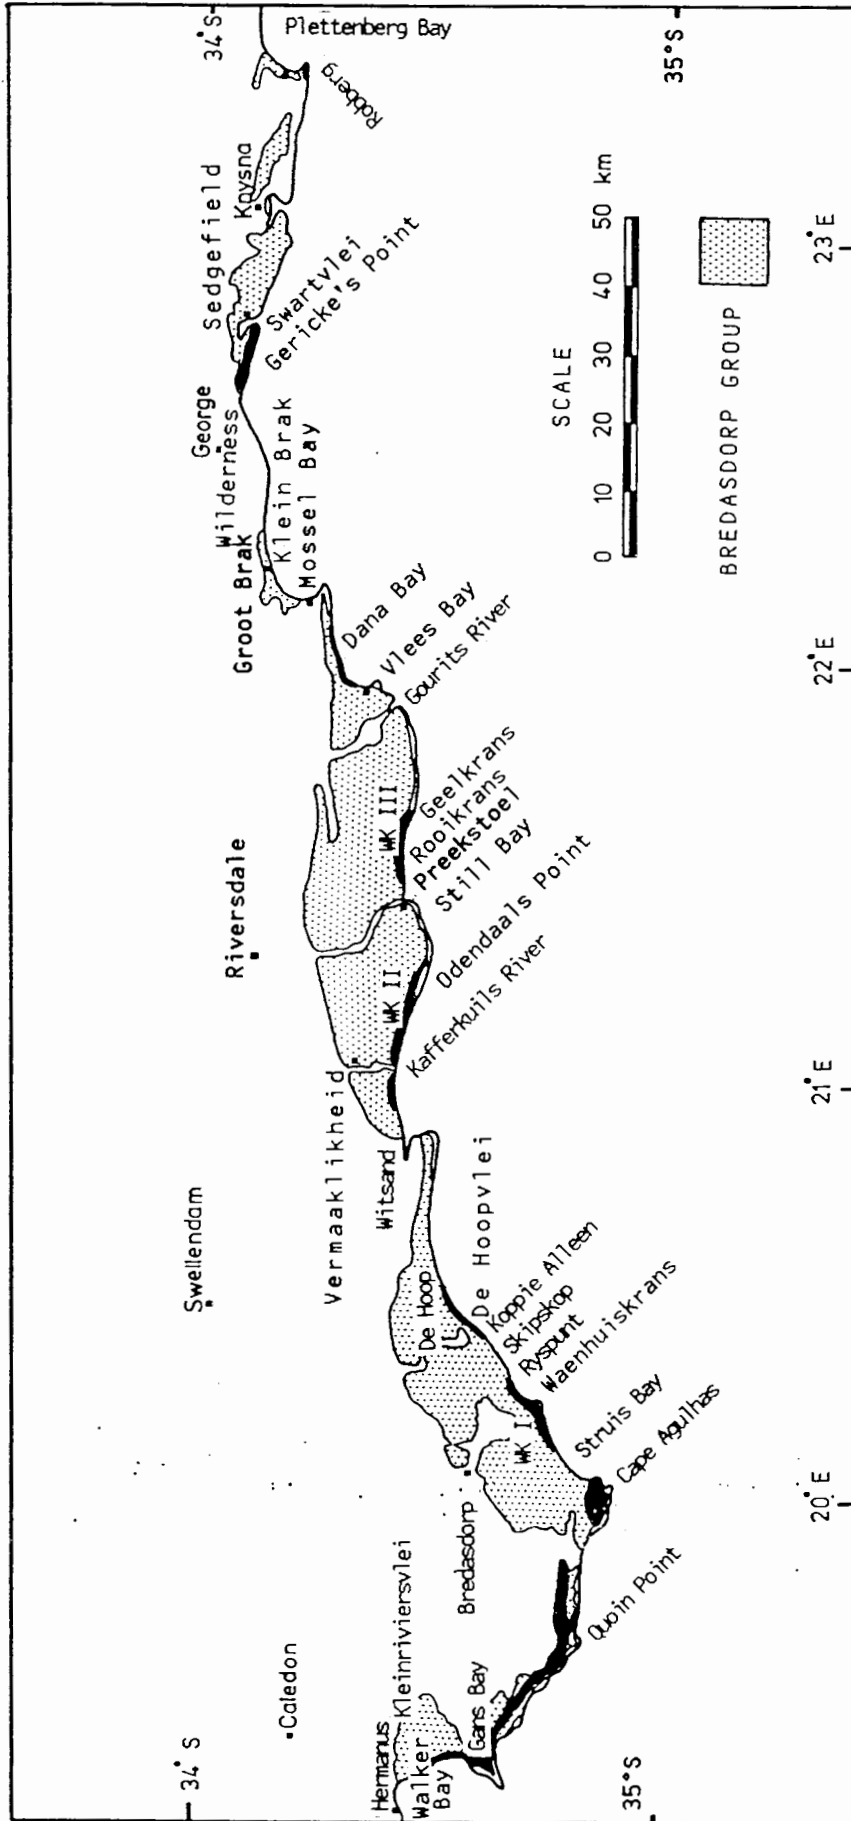 34°S
Plettenberg Bay
35°S
Robberg
Knysna
Sedgefield
Swartvlei
Gericke's Point
George
Wilderness
Klein Brak
Mossel Bay
Groot Brak
Dana Bay
Vlees Bay
Gourits River
WK III
Geelkrans
Rooikrans
Preekstoel
Still Bay
Riversdale
WK II
Odendaals Point
Kafferkuils River
Vermaaklikheid
Witsand
Swellendam
De Hoop
De Hoopvlei
Koppie Alleen
Skipskop
Ryspunt
Waenhuiskrans
WK I
Struis Bay
Cape Agulhas
Bredasdorp
Quoin Point
Caledon
Kleinriviersvlei
Gans Bay
Hermanus
Walker
Bay
34°S
35°S
20°E
21°E
22°E
23°E
SCALE
0 10 20 30 40 50 km
BREDASDORP GROUP